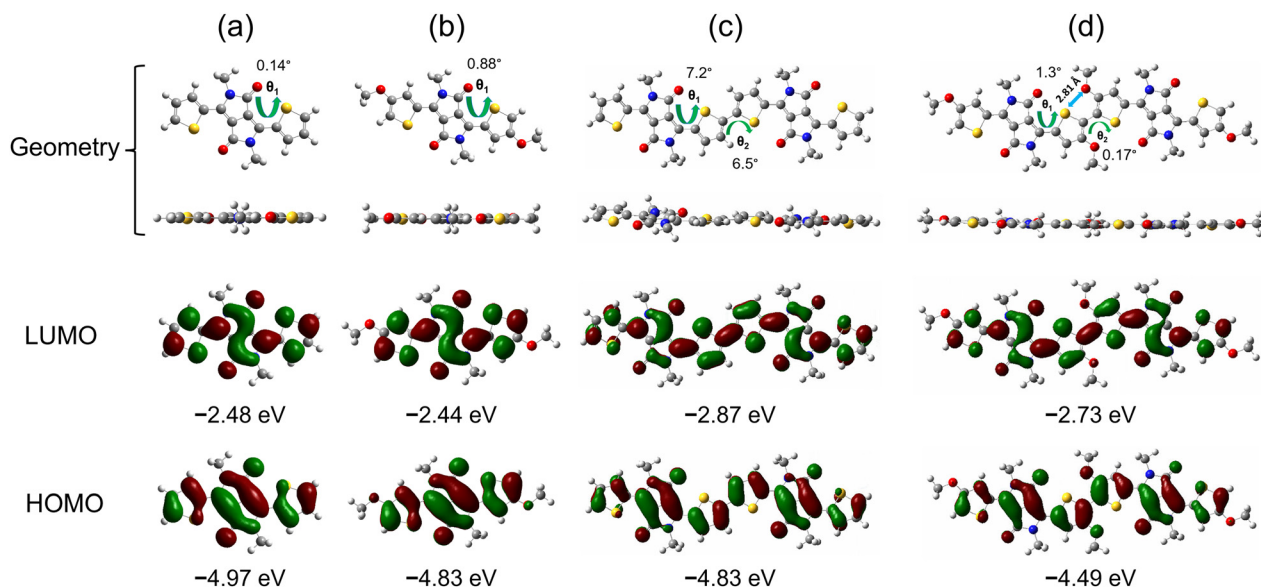 (a) (b) (c) (d)
0.14° 0.88° 7.2° 1.3°
θ1 θ1 θ1 θ1 2.81 Å
Geometry
θ2 θ2
6.5° 0.17°
LUMO
−2.48 eV −2.44 eV −2.87 eV −2.73 eV
HOMO
−4.97 eV −4.83 eV −4.83 eV −4.49 eV